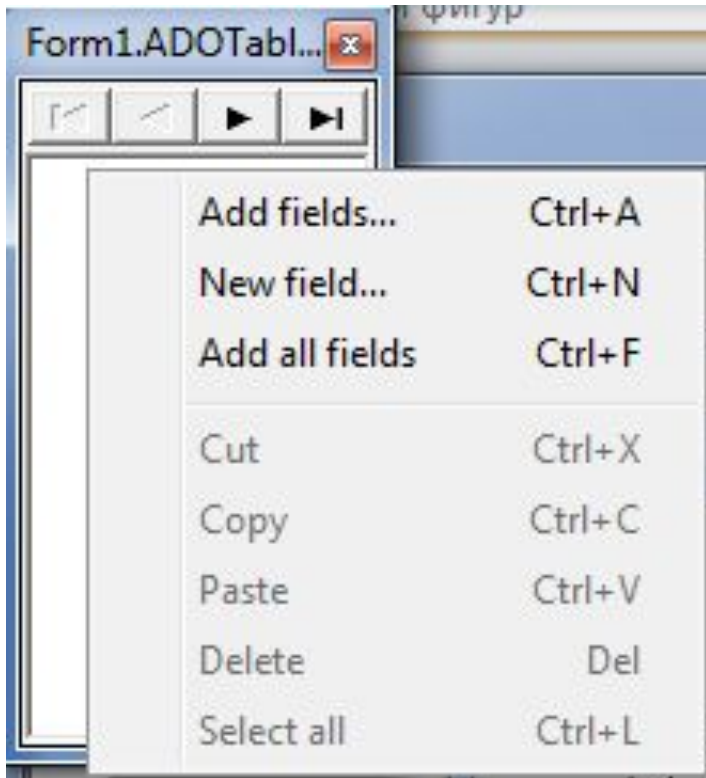 Form1.ADOTabl...
фигур
Add fields... Ctrl+A
New field... Ctrl+N
Add all fields Ctrl+F
Cut Ctrl+X
Copy Ctrl+C
Paste Ctrl+V
Delete Del
Select all Ctrl+L